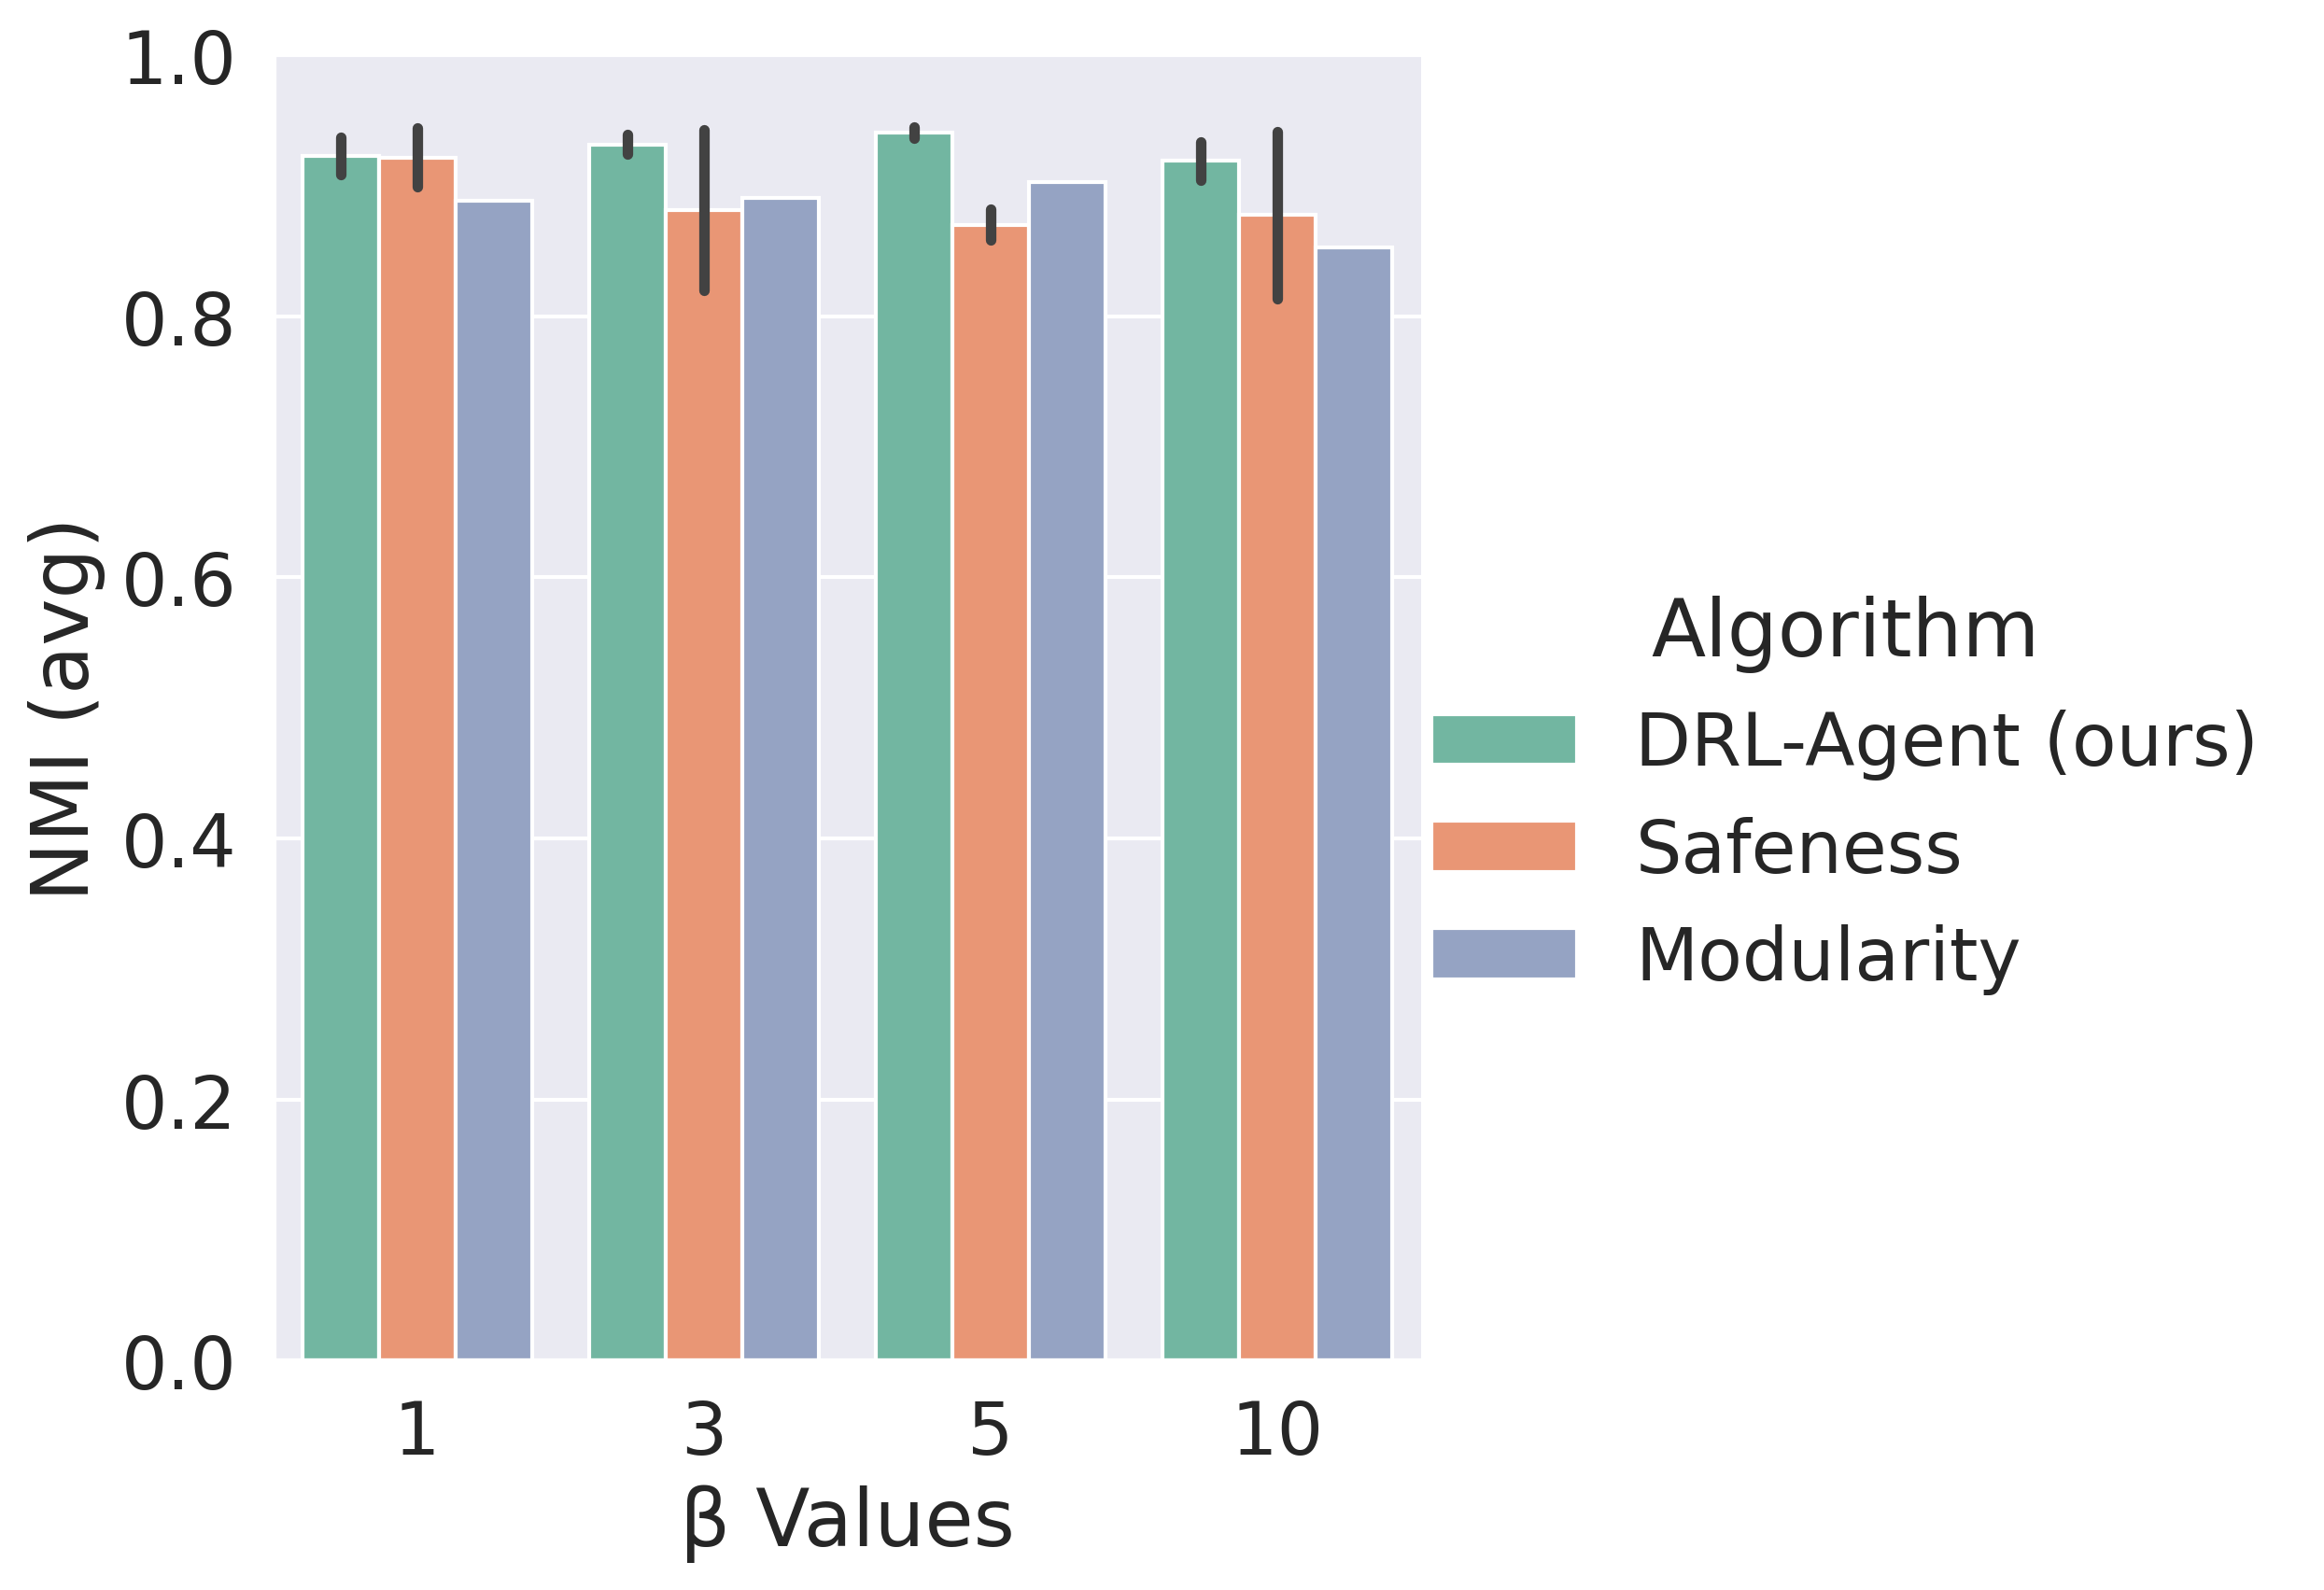 1.0
0.8
0.6
0.4
0.2
0.0
NMI (avg)
1 3 5 10
β Values
Algorithm
DRL-Agent (ours)
Safeness
Modularity